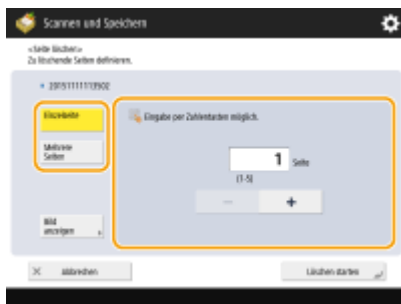 Scannen und Speichern
<Seite löschen>
Zu löschende Seiten definieren.
20151111113502
Einzelseite
Eingabe per Zahlentasten möglich.
Mehrere
Seiten
1 Seite
(1-5)
− +
Bild
anzeigen
Abbrechen
Löschen starten